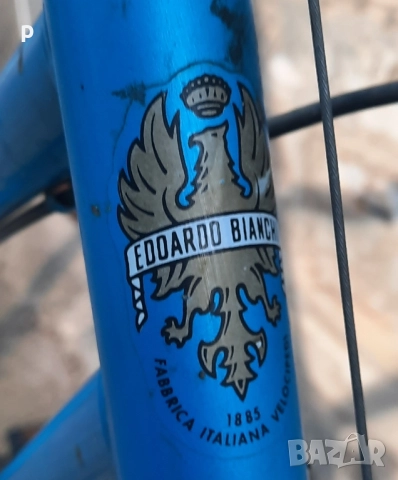 P
EDOARDO BIANCH
1885
FABBRICA ITALIANA VELOCIPEDI
BAZAR